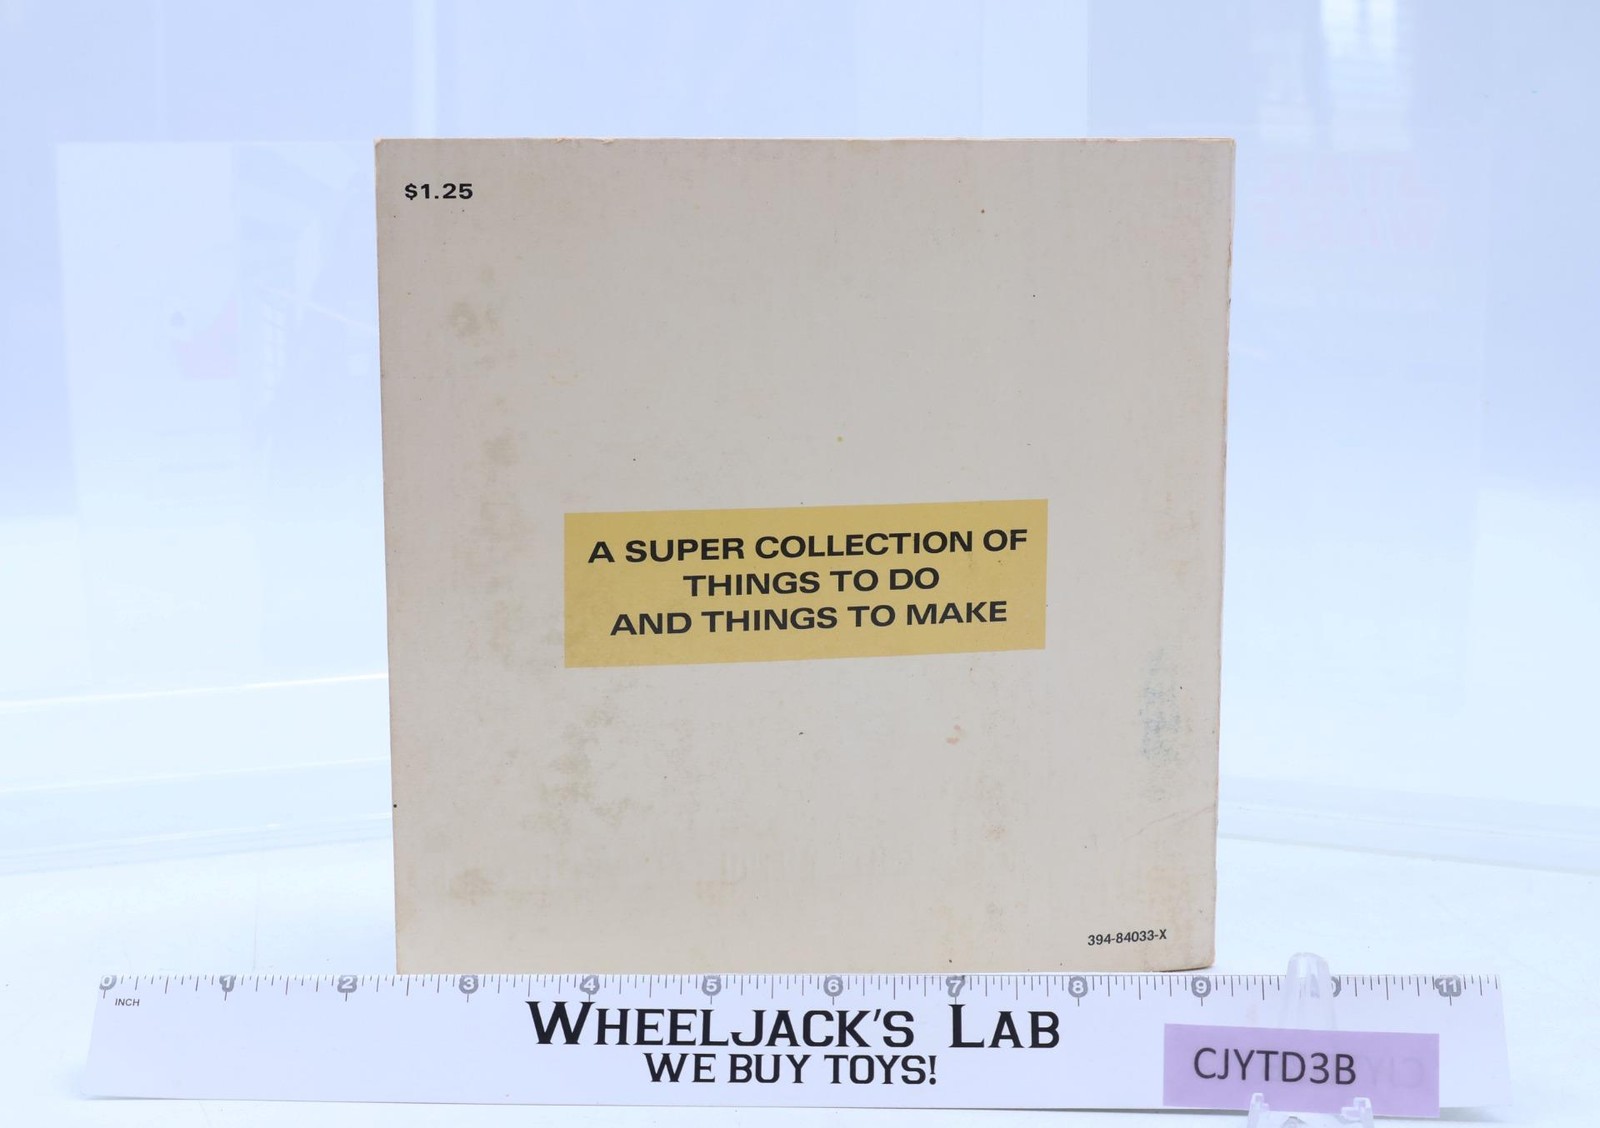 $1.25
A SUPER COLLECTION OF
THINGS TO DO
AND THINGS TO MAKE
394-84033-X
0 1 2 3 4 5 6 7 8 9 11
INCH
WHEELJACK'S LAB
WE BUY TOYS!
CJYTD3B